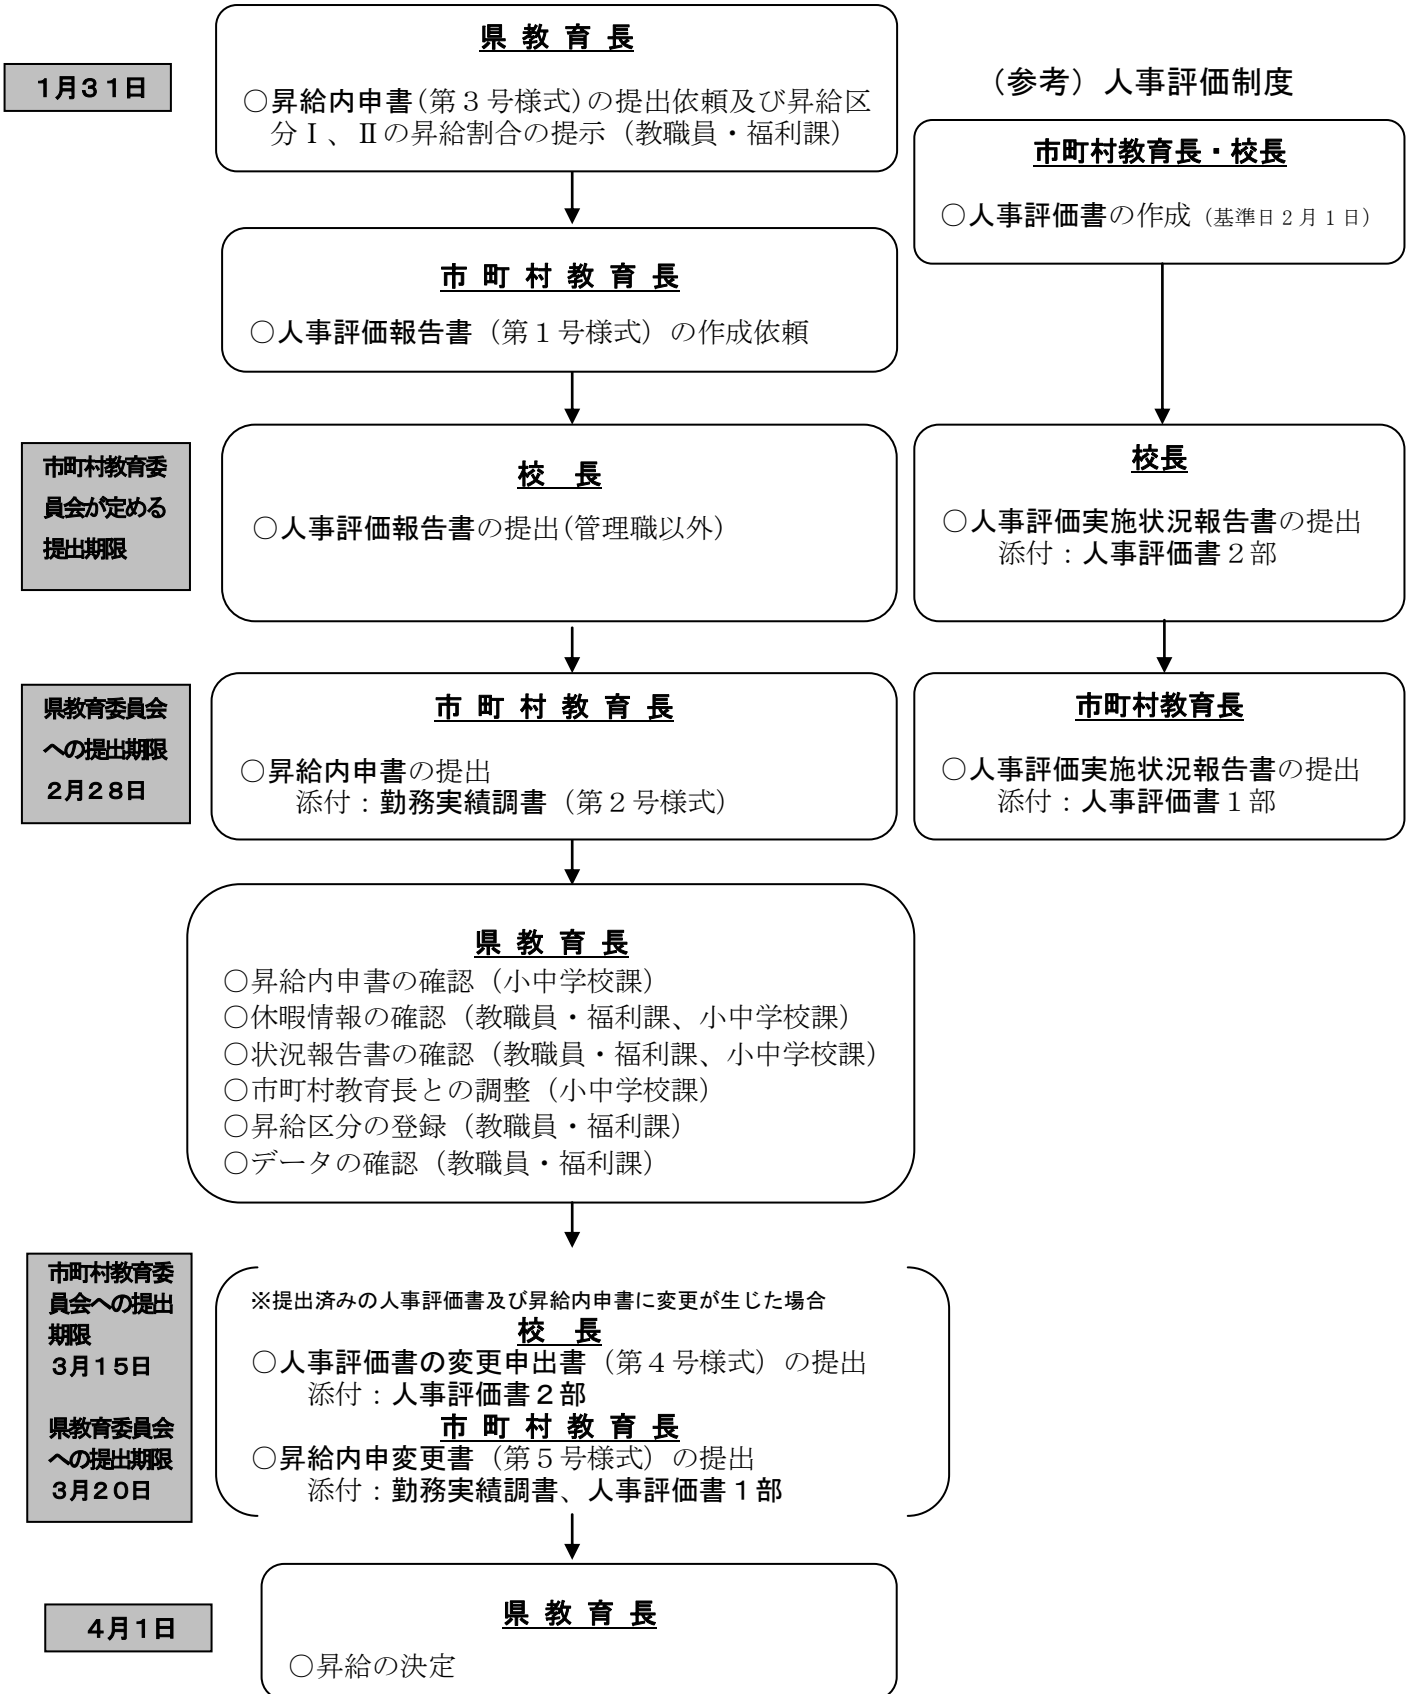 県 教 育 長
１月３１日
○昇給内申書(第３号様式)の提出依頼及び昇給区
分Ⅰ、Ⅱの昇給割合の提示（教職員・福利課）
（参考）人事評価制度
市町村教育長・校長
○人事評価書の作成（基準日２月１日）
市 町 村 教 育 長
○人事評価報告書（第１号様式）の作成依頼
市町村教育委
員会が定める
提出期限
校　長
○人事評価報告書の提出(管理職以外)
校長
○人事評価実施状況報告書の提出
添付：人事評価書２部
県教育委員会
への提出期限
２月２８日
市 町 村 教 育 長
○昇給内申書の提出
添付：勤務実績調書（第２号様式）
市町村教育長
○人事評価実施状況報告書の提出
添付：人事評価書１部
県 教 育 長
○昇給内申書の確認（小中学校課）
○休暇情報の確認（教職員・福利課、小中学校課）
○状況報告書の確認（教職員・福利課、小中学校課）
○市町村教育長との調整（小中学校課）
○昇給区分の登録（教職員・福利課）
○データの確認（教職員・福利課）
市町村教育委
員会への提出
期限
３月１５日
県教育委員会
への提出期限
３月２０日
※提出済みの人事評価書及び昇給内申書に変更が生じた場合
校　長
○人事評価書の変更申出書（第４号様式）の提出
添付：人事評価書２部
市 町 村 教 育 長
○昇給内申変更書（第５号様式）の提出
添付：勤務実績調書、人事評価書１部
４月１日
県 教 育 長
○昇給の決定